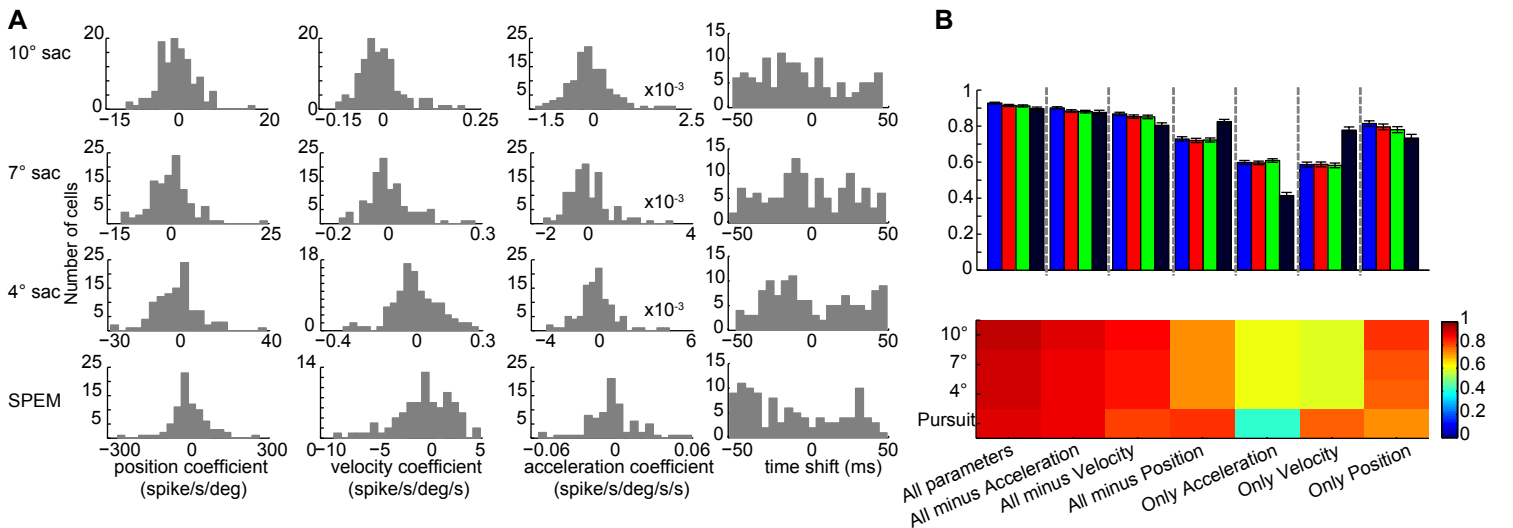 A
B
10° sac
20
10
0
−15 0 20
20
10
0
−0.15 0 0.25
25
15
5
x10-3
−1.5 0 2.5
15
10
5
0
−50 0 50
7° sac
25
15
5
−15 0 25
25
15
5
−0.2 0 0.3
25
15
5
x10-3
−2 0 4
15
10
5
0
−50 0 50
Number of cells
4° sac
25
15
5
−30 0 40
18
0
−0.4 0 0.3
25
15
5
x10-3
−4 0 6
15
10
5
0
−50 0 50
SPEM
25
15
5
−300 0 300
14
0
−10 −5 0 5
25
15
5
−0.06 0 0.06
15
10
5
0
−50 0 50
position coefficient
(spike/s/deg)
velocity coefficient
(spike/s/deg/s)
acceleration coefficient
(spike/s/deg/s/s)
time shift (ms)
1
0.8
0.6
0.4
0.2
0
10°
7°
4°
Pursuit
1
0.8
0.6
0.4
0.2
0
All parameters
All minus Acceleration
All minus Velocity
All minus Position
Only Acceleration
Only Velocity
Only Position